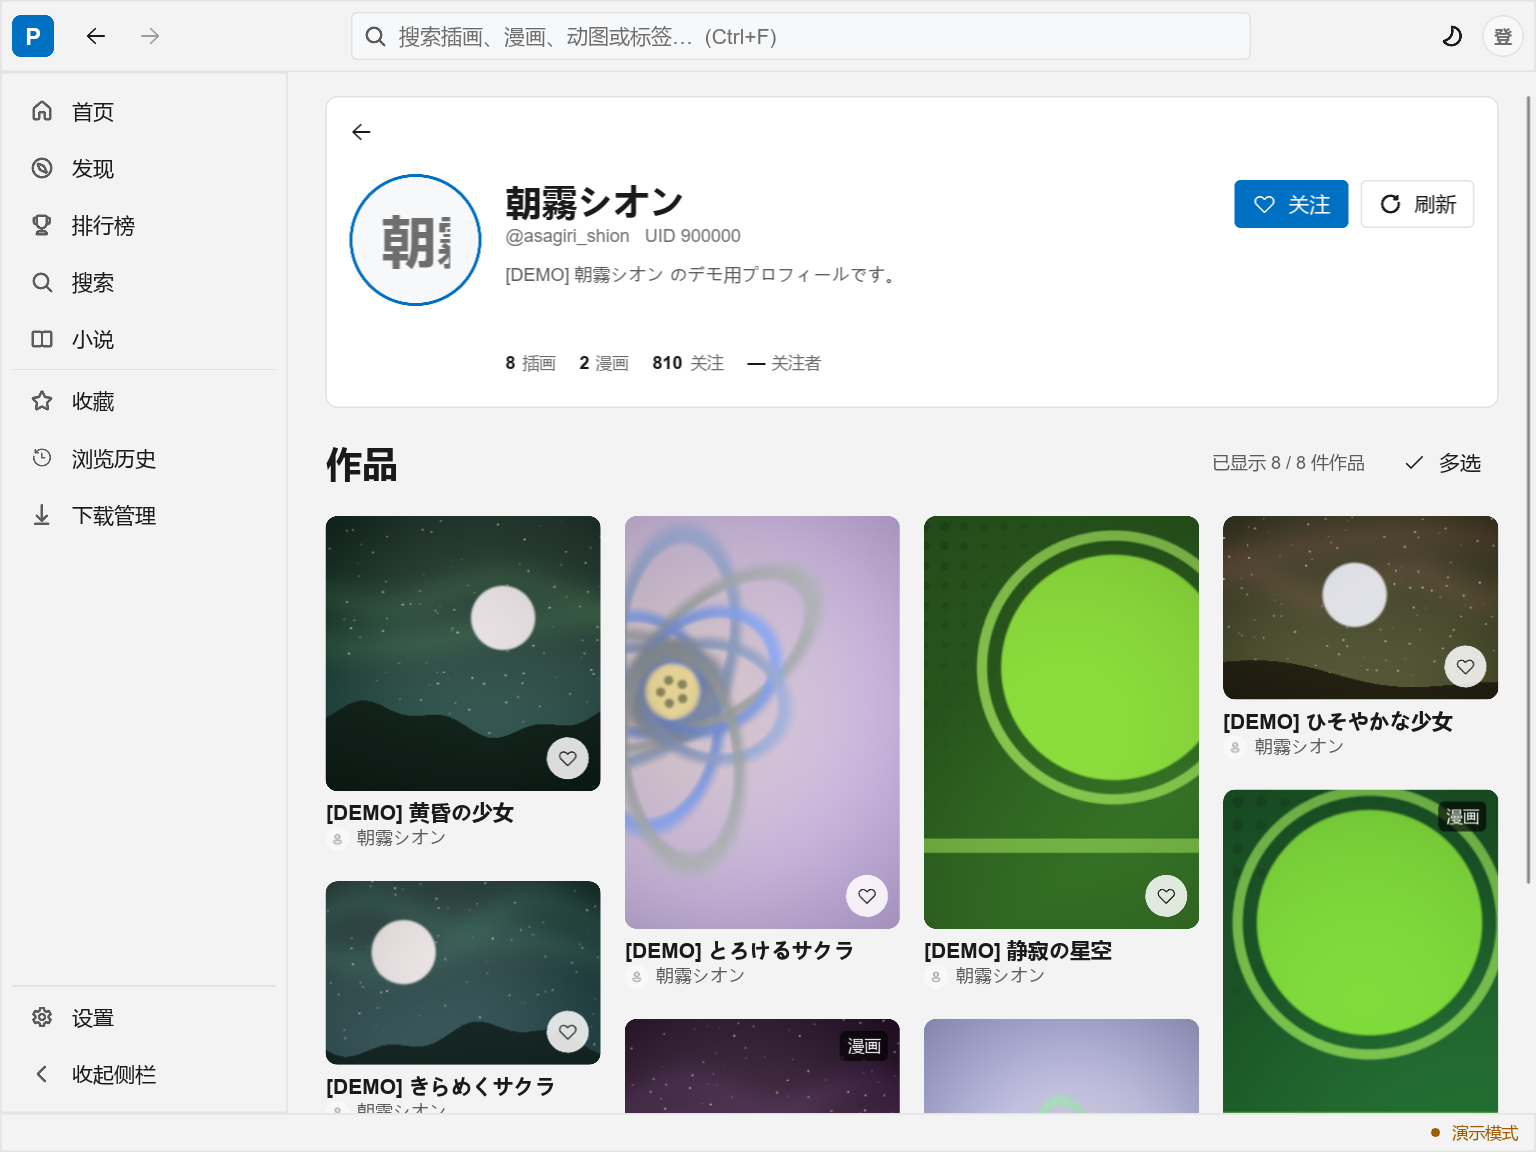 P
搜索插画、漫画、动图或标签… (Ctrl+F)
登
首页
发现
排行榜
搜索
小说
收藏
浏览历史
下载管理
设置
收起侧栏
朝霧シオン
@asagiri_shion UID 900000
[DEMO] 朝霧シオン のデモ用プロフィールです。
8 插画 2 漫画 810 关注 — 关注者
关注
刷新
作品
已显示 8 / 8 件作品
多选
[DEMO] 黄昏の少女
朝霧シオン
[DEMO] とろけるサクラ
朝霧シオン
[DEMO] 静寂の星空
朝霧シオン
[DEMO] ひそやかな少女
朝霧シオン
[DEMO] きらめくサクラ
朝霧シオン
漫画
漫画
演示模式